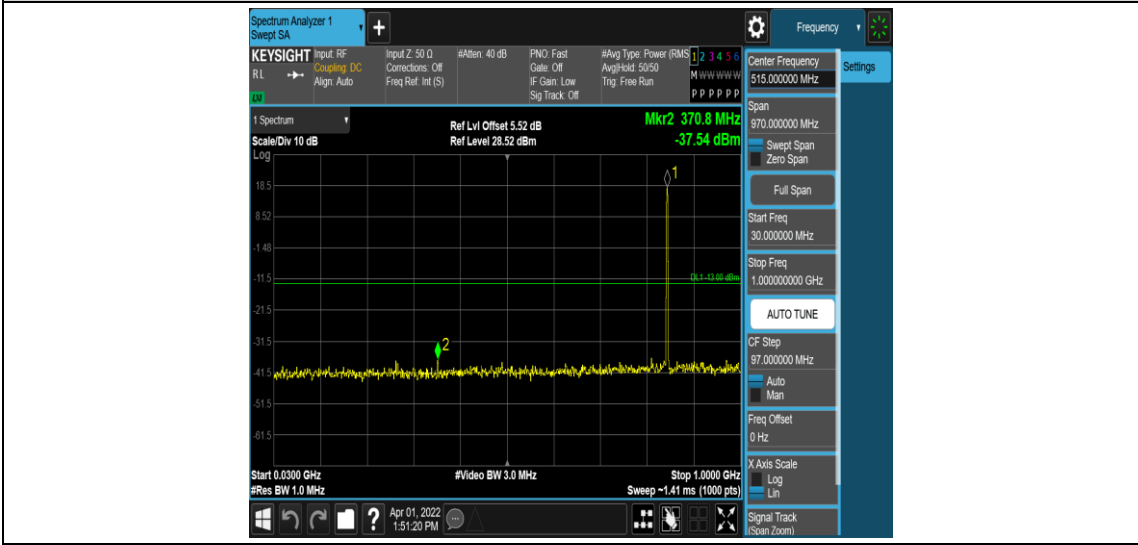 Spectrum Analyzer 1
Swept SA
+
Frequency
KEYSIGHT
RL
LXI
Input: RF
Coupling: DC
Align: Auto
Input Z: 50 Ω
Corrections: Off
Freq Ref: Int (S)
#Atten: 40 dB
PNO: Fast
Gate: Off
IF Gain: Low
Sig Track: Off
#Avg Type: Power (RMS
Avg|Hold: 50/50
Trig: Free Run
1 2 3 4 5 6
M W W W W W
P P P P P P
1 Spectrum
Scale/Div 10 dB
Log
Ref Lvl Offset 5.52 dB
Ref Level 28.52 dBm
Mkr2 370.8 MHz
-37.54 dBm
1
18.5
8.52
-1.48
-11.5
DL1 -13.00 dBm
-21.5
-31.5
2
-41.5
-51.5
-61.5
Start 0.0300 GHz
#Res BW 1.0 MHz
#Video BW 3.0 MHz
Stop 1.0000 GHz
Sweep ~1.41 ms (1000 pts)
?
Apr 01, 2022
1:51:20 PM
Center Frequency
515.000000 MHz
Settings
Span
970.000000 MHz
Swept Span
Zero Span
Full Span
Start Freq
30.000000 MHz
Stop Freq
1.000000000 GHz
AUTO TUNE
CF Step
97.000000 MHz
Auto
Man
Freq Offset
0 Hz
X Axis Scale
Log
Lin
Signal Track
(Span Zoom)